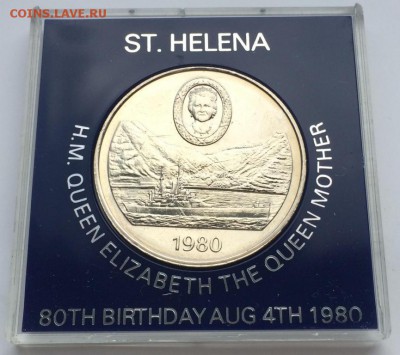 COINS.LAVE.RU
ST. HELENA
1980
H.M. QUEEN ELIZABETH THE QUEEN MOTHER
80TH BIRTHDAY AUG 4TH 1980